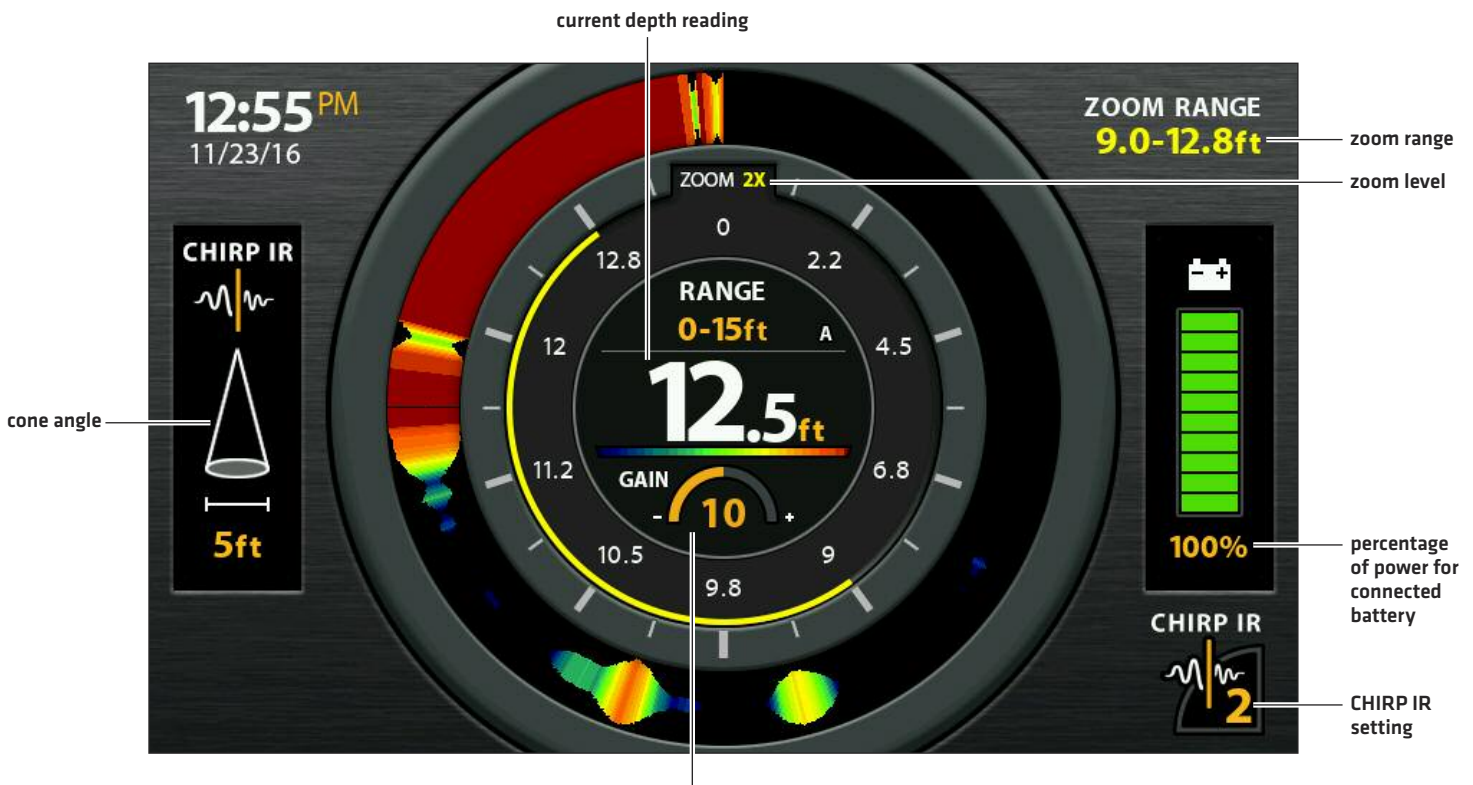 current depth reading
12:55 PM
11/23/16
ZOOM RANGE
9.0-12.8ft
zoom range
ZOOM 2X
zoom level
CHIRP IR
cone angle
5ft
0
2.2
4.5
6.8
9
9.8
10.5
11.2
12
12.8
RANGE
0-15ft A
12.5ft
GAIN
- 10 +
- +
100%
percentage
of power for
connected
battery
CHIRP IR
2
CHIRP IR
setting